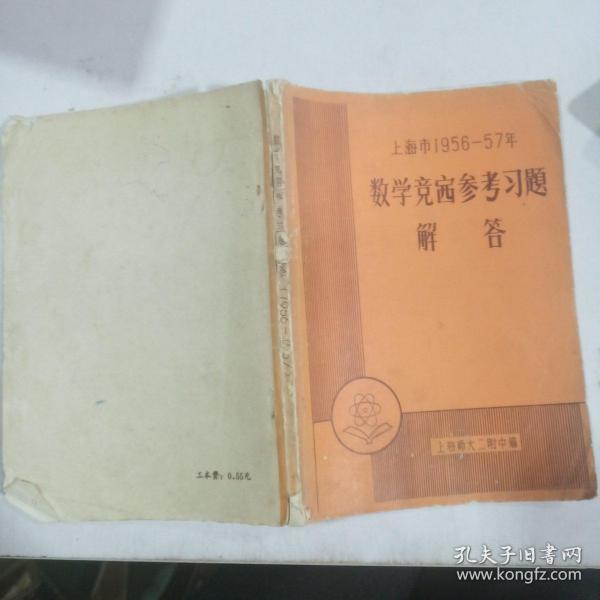 上海市1956-57年
数学竞宻参考习题
解答
上海师大二附中编
工本费：0.55元
孔夫子旧书网
www.kongfz.com